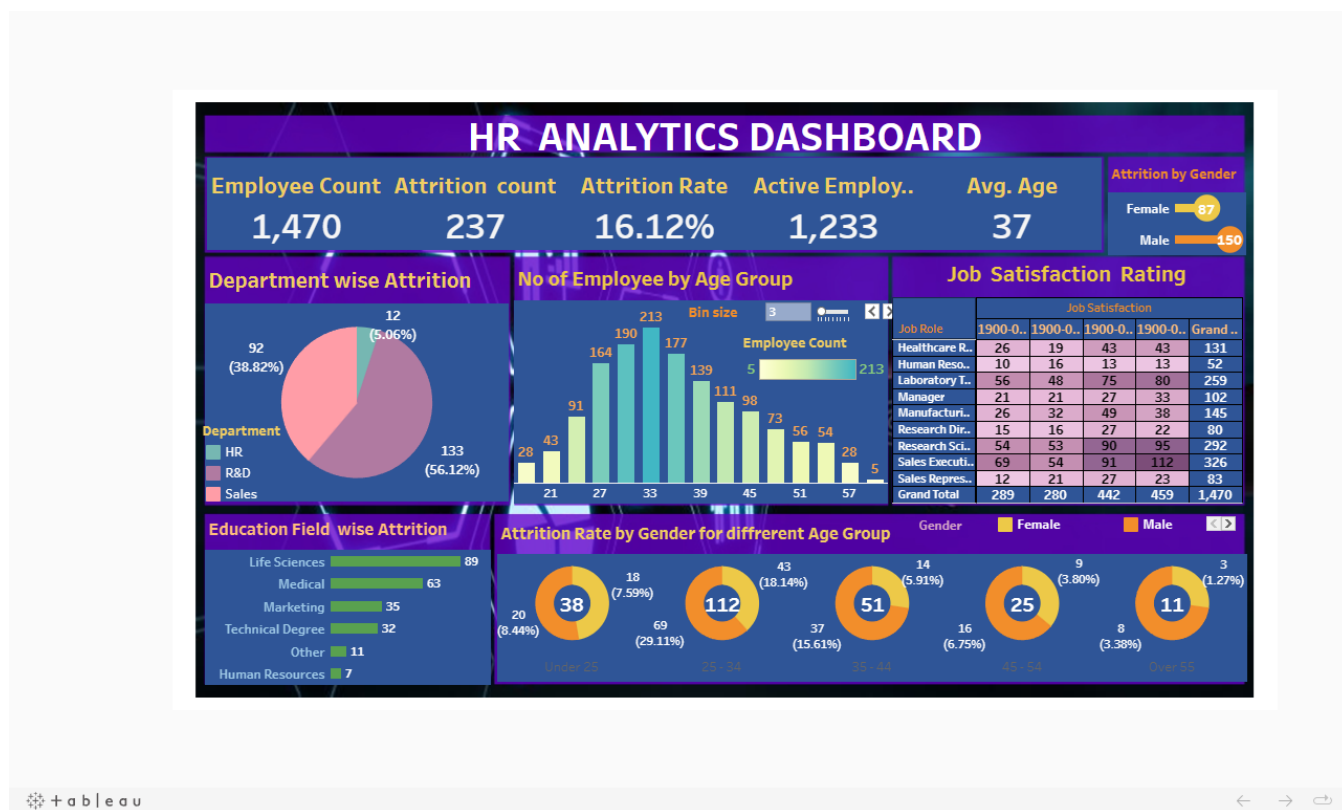 HR ANALYTICS DASHBOARD
Employee Count Attrition count Attrition Rate Active Employ.. Avg. Age
1,470 237 16.12% 1,233 37
Attrition by Gender
Female 87
Male 150
Department wise Attrition
12
(5.06%)
92
(38.82%)
133
(56.12%)
Department
HR
R&D
Sales
No of Employee by Age Group
Bin size 3
Employee Count
5 213
28 43 91 164 190 213 177 139 111 98 73 56 54 28 5
21 27 33 39 45 51 57
Job Satisfaction Rating
Job Satisfaction
Job Role 1900-0.. 1900-0.. 1900-0.. 1900-0.. Grand ..
Healthcare R.. 26 19 43 43 131
Human Reso.. 10 16 13 13 52
Laboratory T.. 56 48 75 80 259
Manager 21 21 27 33 102
Manufacturi.. 26 32 49 38 145
Research Dir.. 15 16 27 22 80
Research Sci.. 54 53 90 95 292
Sales Executi.. 69 54 91 112 326
Sales Repres.. 12 21 27 23 83
Grand Total 289 280 442 459 1,470
Education Field wise Attrition
Life Sciences 89
Medical 63
Marketing 35
Technical Degree 32
Other 11
Human Resources 7
Attrition Rate by Gender for diffrerent Age Group
Gender Female Male
38
18
(7.59%)
20
(8.44%)
Under 25
112
43
(18.14%)
69
(29.11%)
25 - 34
51
14
(5.91%)
37
(15.61%)
35 - 44
25
9
(3.80%)
16
(6.75%)
45 - 54
11
3
(1.27%)
8
(3.38%)
Over 55
+ a b l e a u